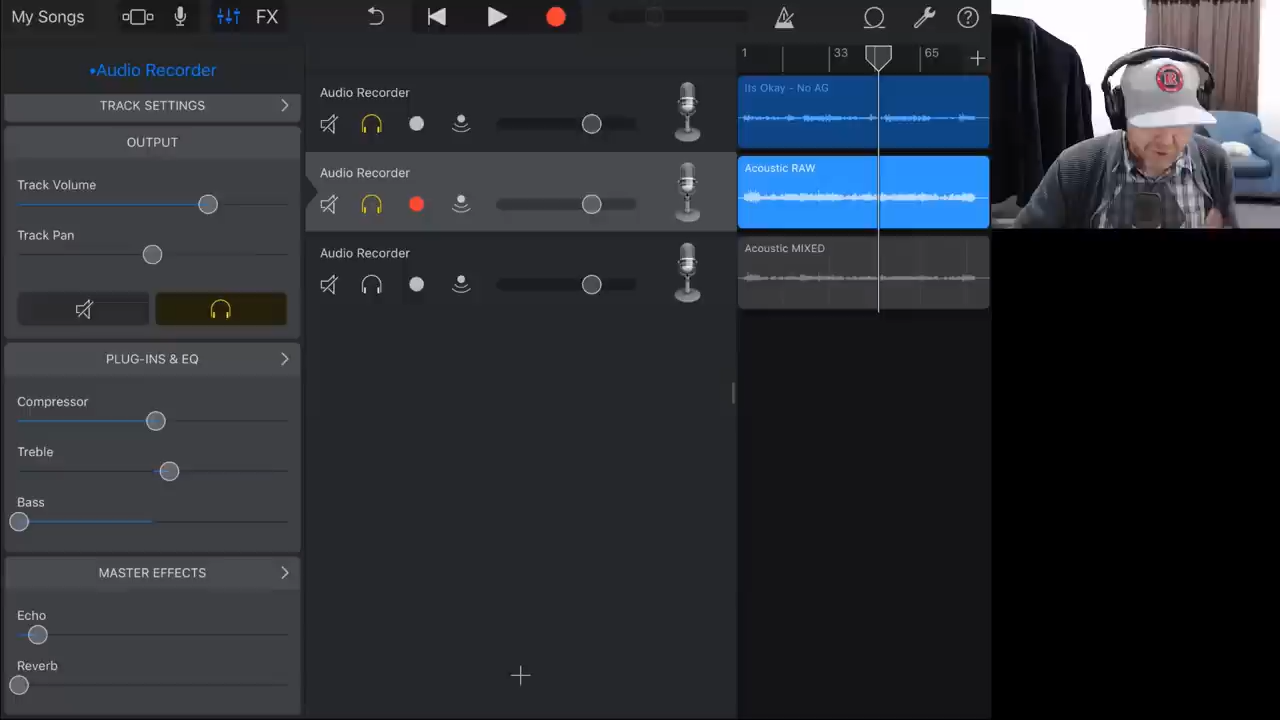 My Songs
FX
1
33
65
•Audio Recorder
TRACK SETTINGS
OUTPUT
Track Volume
Track Pan
PLUG-INS & EQ
Compressor
Treble
Bass
MASTER EFFECTS
Echo
Reverb
Audio Recorder
Audio Recorder
Audio Recorder
Its Okay - No AG
Acoustic RAW
Acoustic MIXED